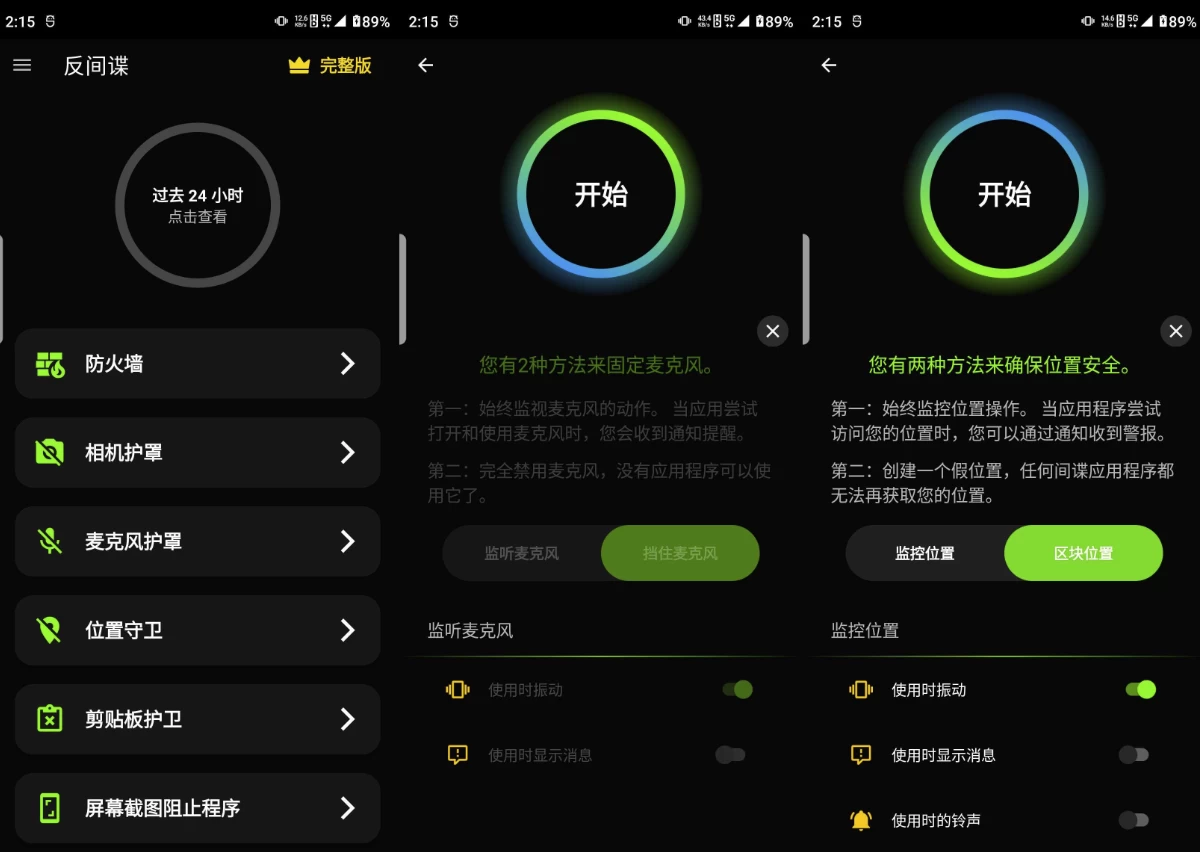 2:15
12.6 KB/s 5G 89%
反间谍
完整版
过去 24 小时
点击查看
防火墙
相机护罩
麦克风护罩
位置守卫
剪贴板护卫
屏幕截图阻止程序
2:15
43.4 KB/s 5G 89%
开始
您有2种方法来固定麦克风。
第一：始终监视麦克风的动作。 当应用尝试
打开和使用麦克风时，您会收到通知提醒。
第二：完全禁用麦克风，没有应用程序可以使
用它了。
监听麦克风
挡住麦克风
监听麦克风
使用时振动
使用时显示消息
2:15
14.6 KB/s 5G 89%
开始
您有两种方法来确保位置安全。
第一：始终监控位置操作。 当应用程序尝试
访问您的位置时，您可以通过通知收到警报。
第二：创建一个假位置，任何间谍应用程序都
无法再获取您的位置。
监控位置
区块位置
监控位置
使用时振动
使用时显示消息
使用时的铃声